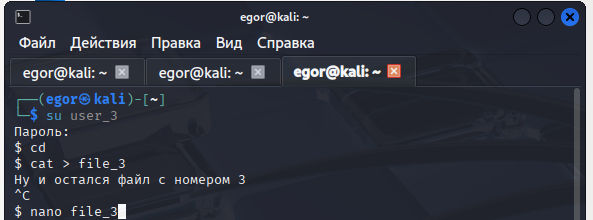 egor@kali: ~
Файл Действия Правка Вид Справка
egor@kali: ~ egor@kali: ~ egor@kali: ~
┌──(egor㉿kali)-[~]
└─$ su user_3
Пароль:
$ cd
$ cat > file_3
Ну и остался файл с номером 3
^C
$ nano file_3